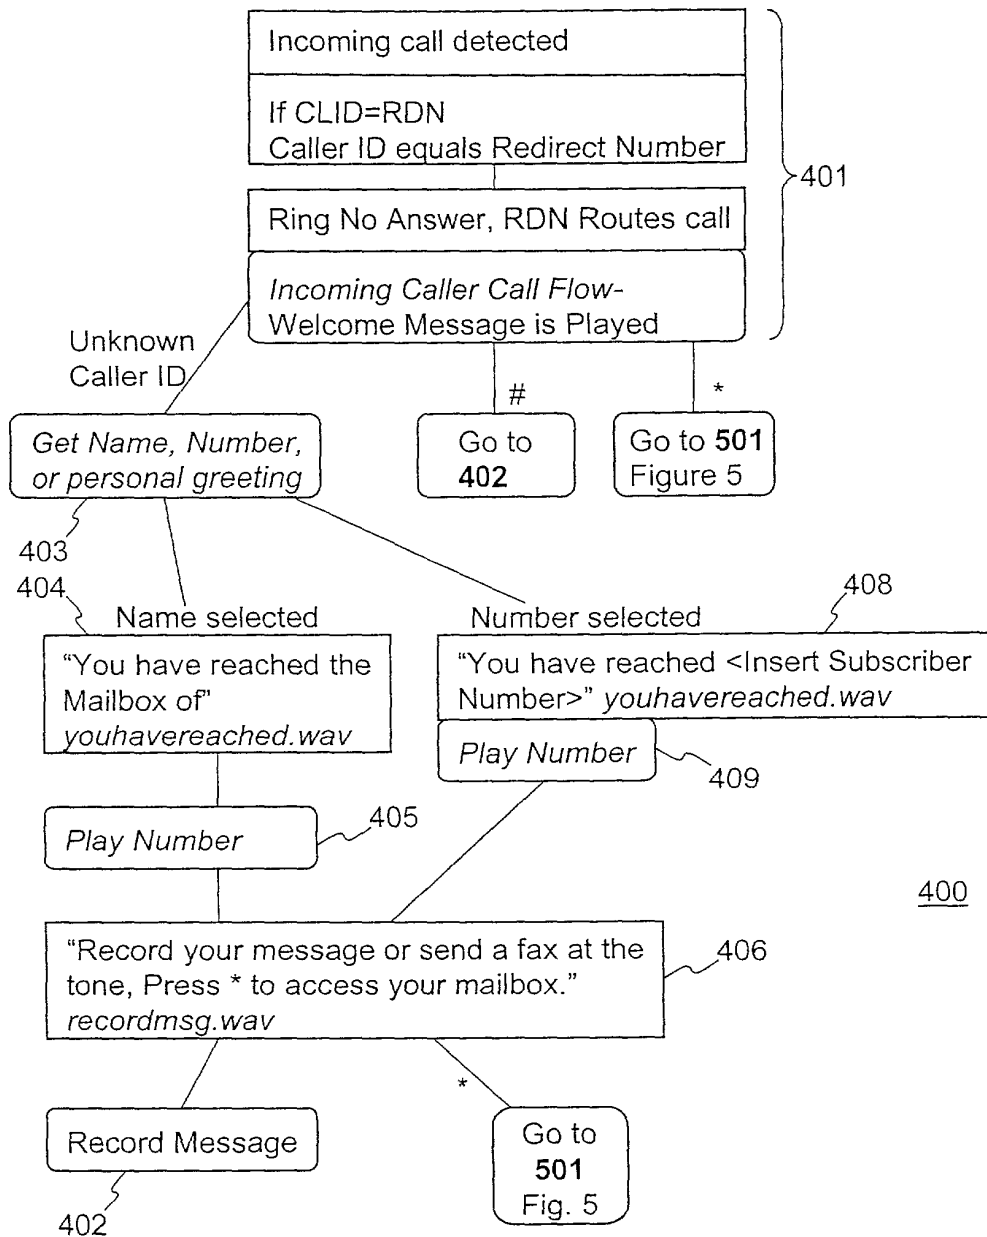 Incoming call detected
If CLID=RDN
Caller ID equals Redirect Number
401
Ring No Answer, RDN Routes call
Incoming Caller Call Flow-
Welcome Message is Played
Unknown
Caller ID
#
*
Get Name, Number,
or personal greeting
Go to
402
Go to 501
Figure 5
403
404
408
Name selected
Number selected
“You have reached the
Mailbox of”
youhavereached.wav
“You have reached <Insert Subscriber
Number>” youhavereached.wav
Play Number
409
Play Number
405
400
“Record your message or send a fax at the
tone, Press * to access your mailbox.”
recordmsg.wav
406
*
Record Message
Go to
501
Fig. 5
402